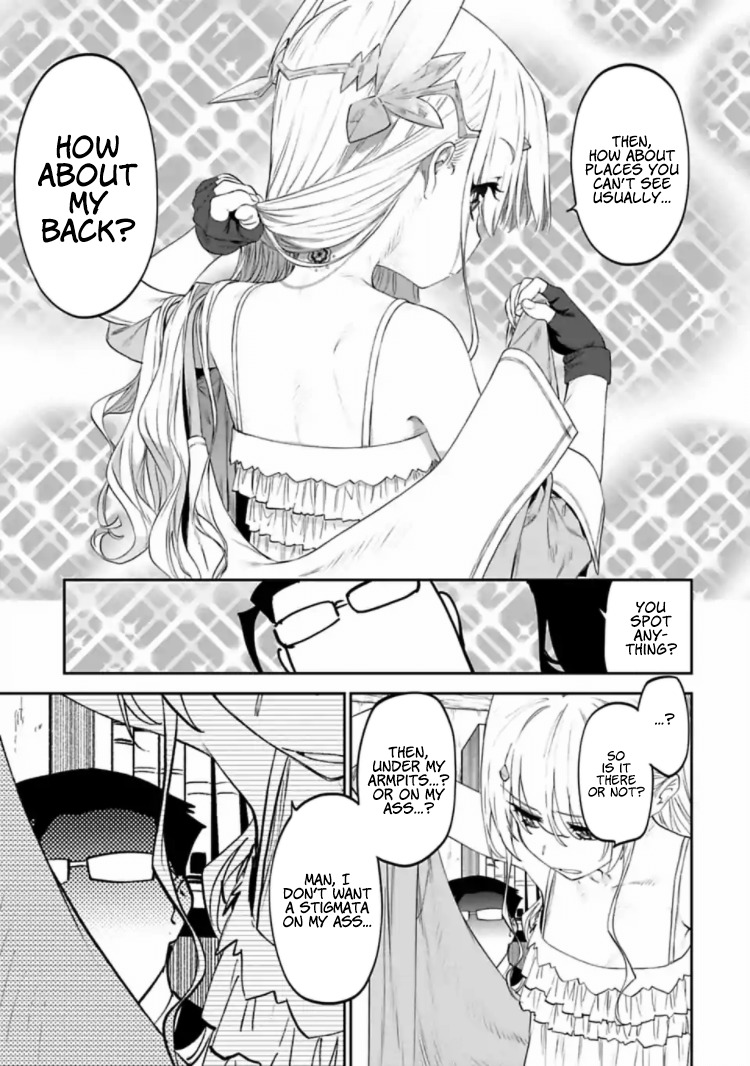 THEN,
HOW ABOUT
PLACES YOU
CAN'T SEE
USUALLY...
HOW
ABOUT
MY
BACK?
YOU
SPOT
ANY-
THING?
...?
SO
IS IT
THERE
OR NOT?
THEN,
UNDER MY
ARMPITS...?
OR ON MY
ASS...?
MAN, I
DON'T WANT
A STIGMATA
ON MY ASS...